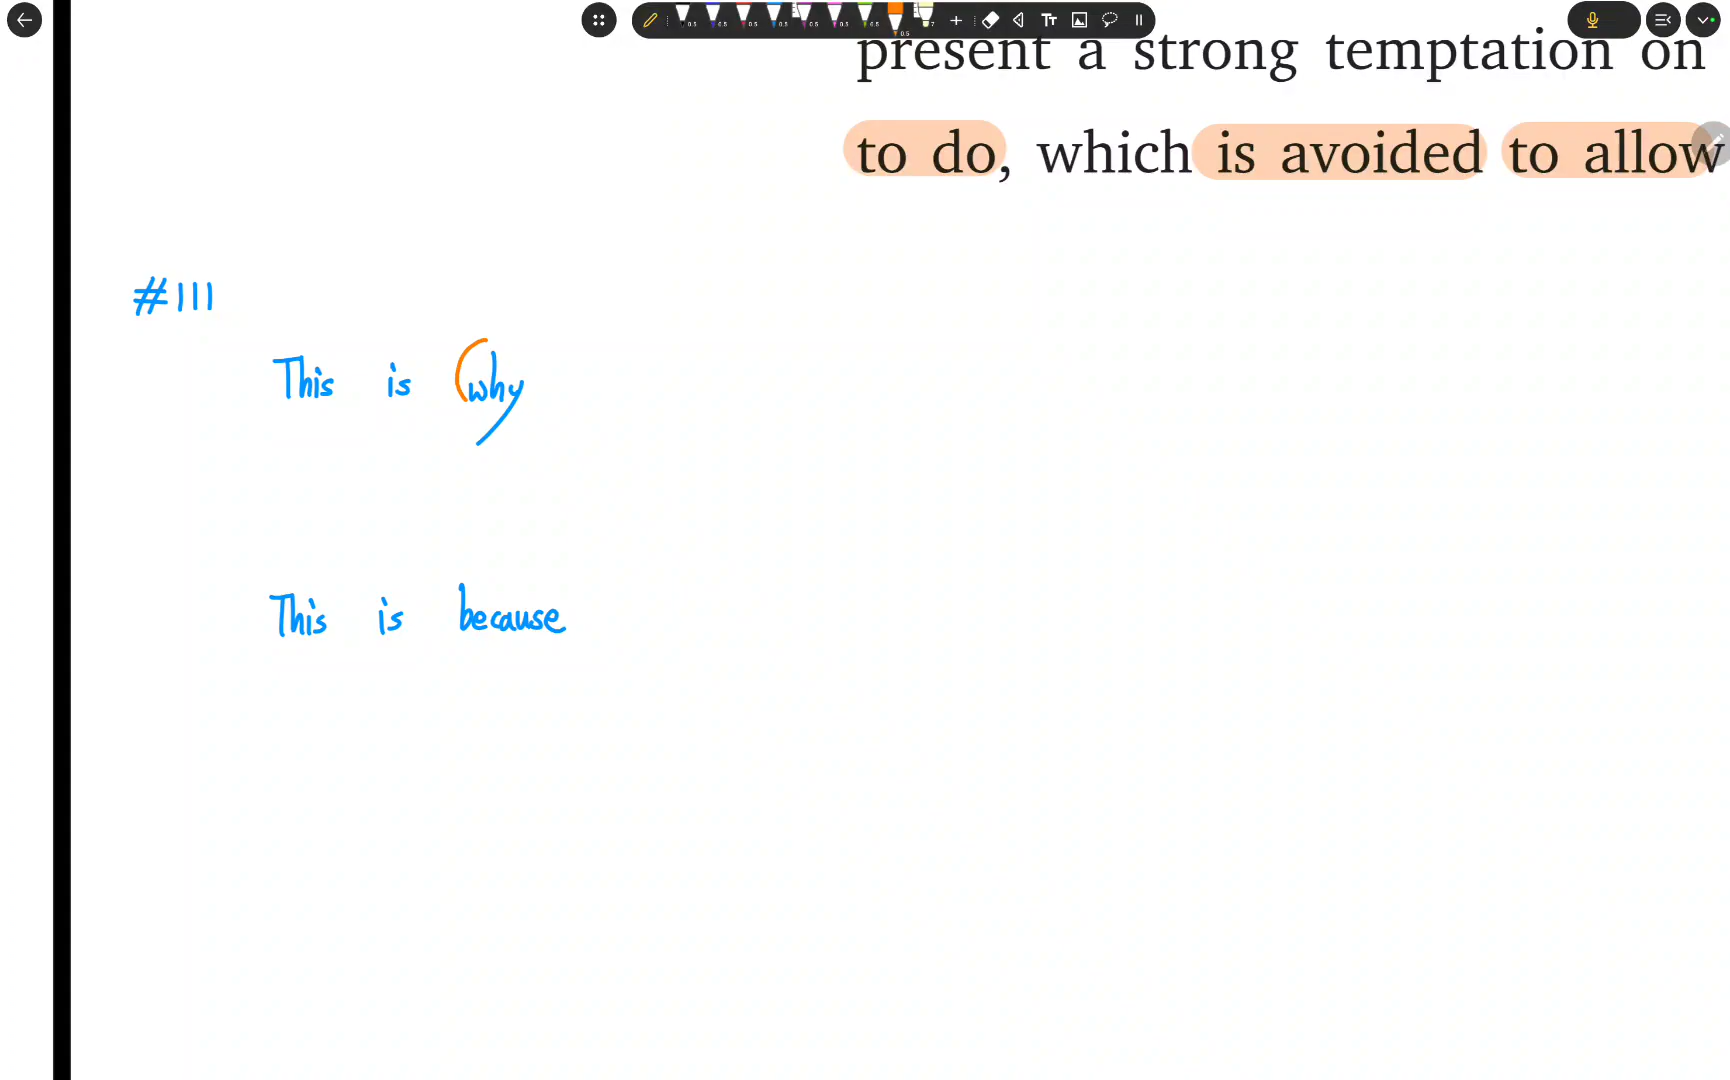 present a strong temptation on
to do, which is avoided to allow
#111
This is why
This is because